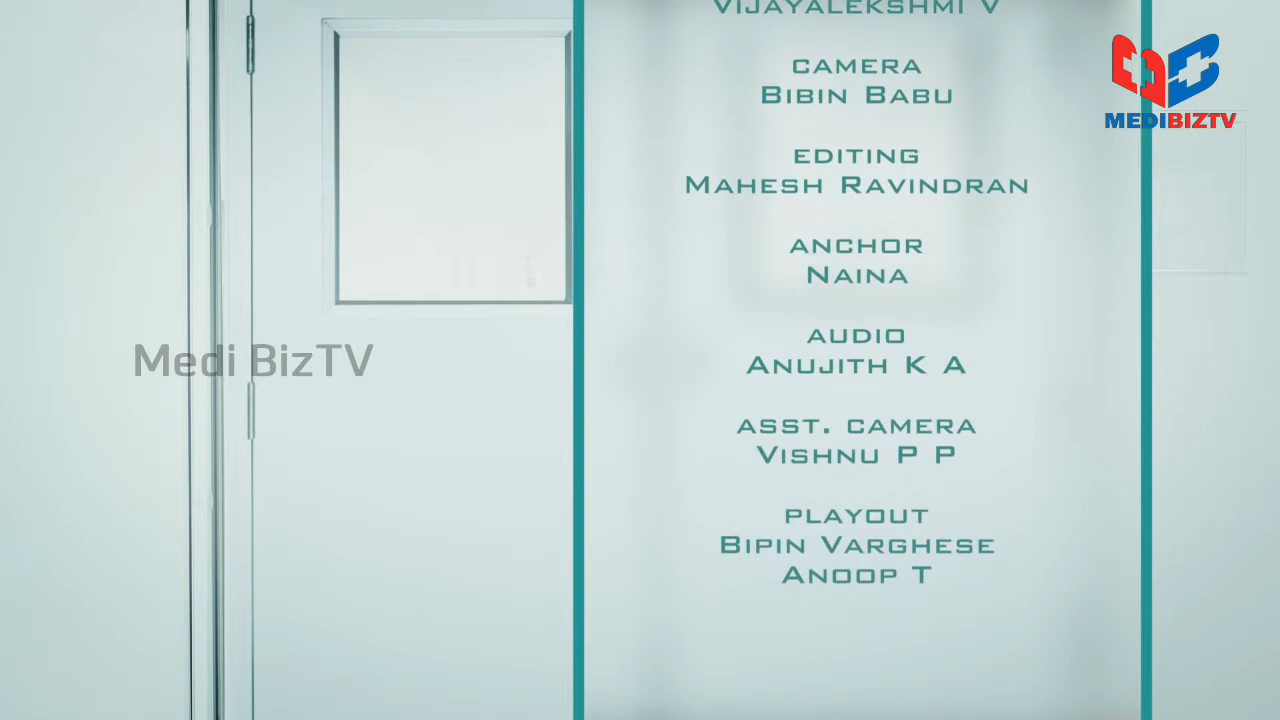 VIJAYALEKSHMI V
CAMERA
BIBIN BABU
EDITING
MAHESH RAVINDRAN
ANCHOR
NAINA
AUDIO
ANUJITH K A
ASST. CAMERA
VISHNU P P
PLAYOUT
BIPIN VARGHESE
ANOOP T
MEDIBIZTV
Medi BizTV